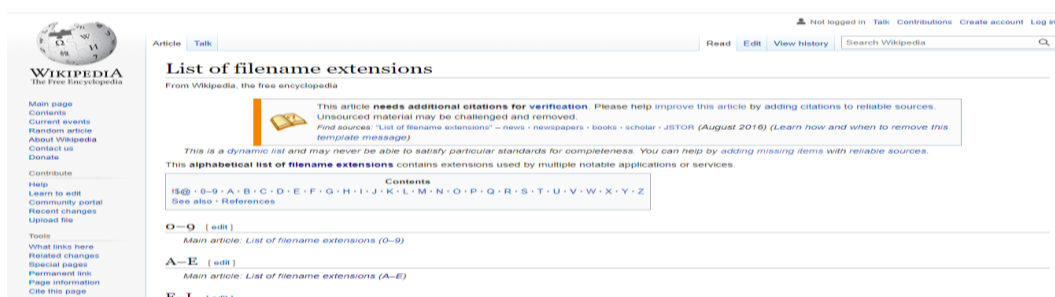 Not logged in Talk Contributions Create account Log in
Article Talk
Read Edit View history Search Wikipedia
WIKIPEDIA
The Free Encyclopedia
Main page
Contents
Current events
Random article
About Wikipedia
Contact us
Donate
Contribute
Help
Learn to edit
Community portal
Recent changes
Upload file
Tools
What links here
Related changes
Special pages
Permanent link
Page information
Cite this page
List of filename extensions
From Wikipedia, the free encyclopedia
This article needs additional citations for verification. Please help improve this article by adding citations to reliable sources.
Unsourced material may be challenged and removed.
Find sources: "List of filename extensions" – news · newspapers · books · scholar · JSTOR (August 2016) (Learn how and when to remove this
template message)
This is a dynamic list and may never be able to satisfy particular standards for completeness. You can help by adding missing items with reliable sources.
This alphabetical list of filename extensions contains extensions used by multiple notable applications or services.
Contents
!$@ · 0–9 · A · B · C · D · E · F · G · H · I · J · K · L · M · N · O · P · Q · R · S · T · U · V · W · X · Y · Z
See also · References
0–9 [ edit ]
Main article: List of filename extensions (0–9)
A–E [ edit ]
Main article: List of filename extensions (A–E)